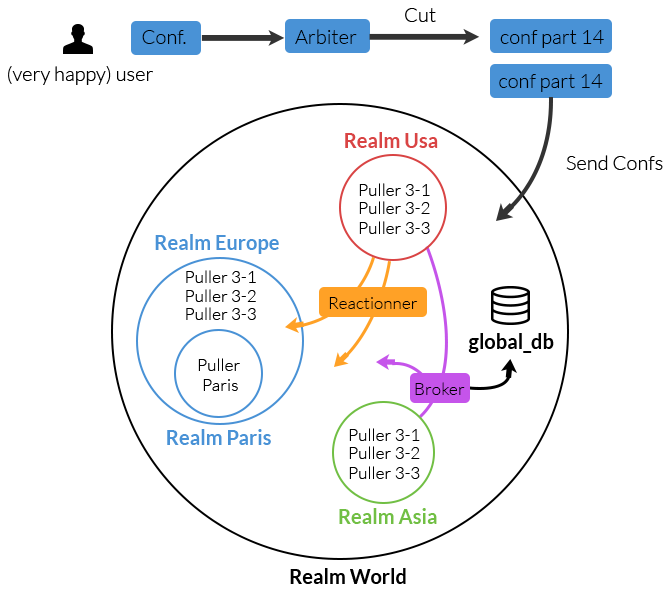 Cut
Conf.
Arbiter
conf part 14
(very happy) user
conf part 14
Send Confs
Realm Usa
Puller 3-1
Puller 3-2
Puller 3-3
Realm Europe
Puller 3-1
Puller 3-2
Puller 3-3
Reactionner
global_db
Puller
Paris
Broker
Realm Paris
Puller 3-1
Puller 3-2
Puller 3-3
Realm Asia
Realm World